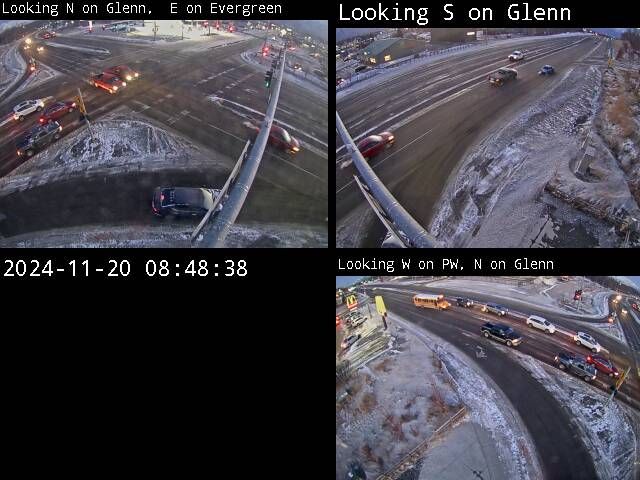 Looking N on Glenn,  E on Evergreen
Looking S on Glenn
2024-11-20 08:48:38
Looking W on PW, N on Glenn